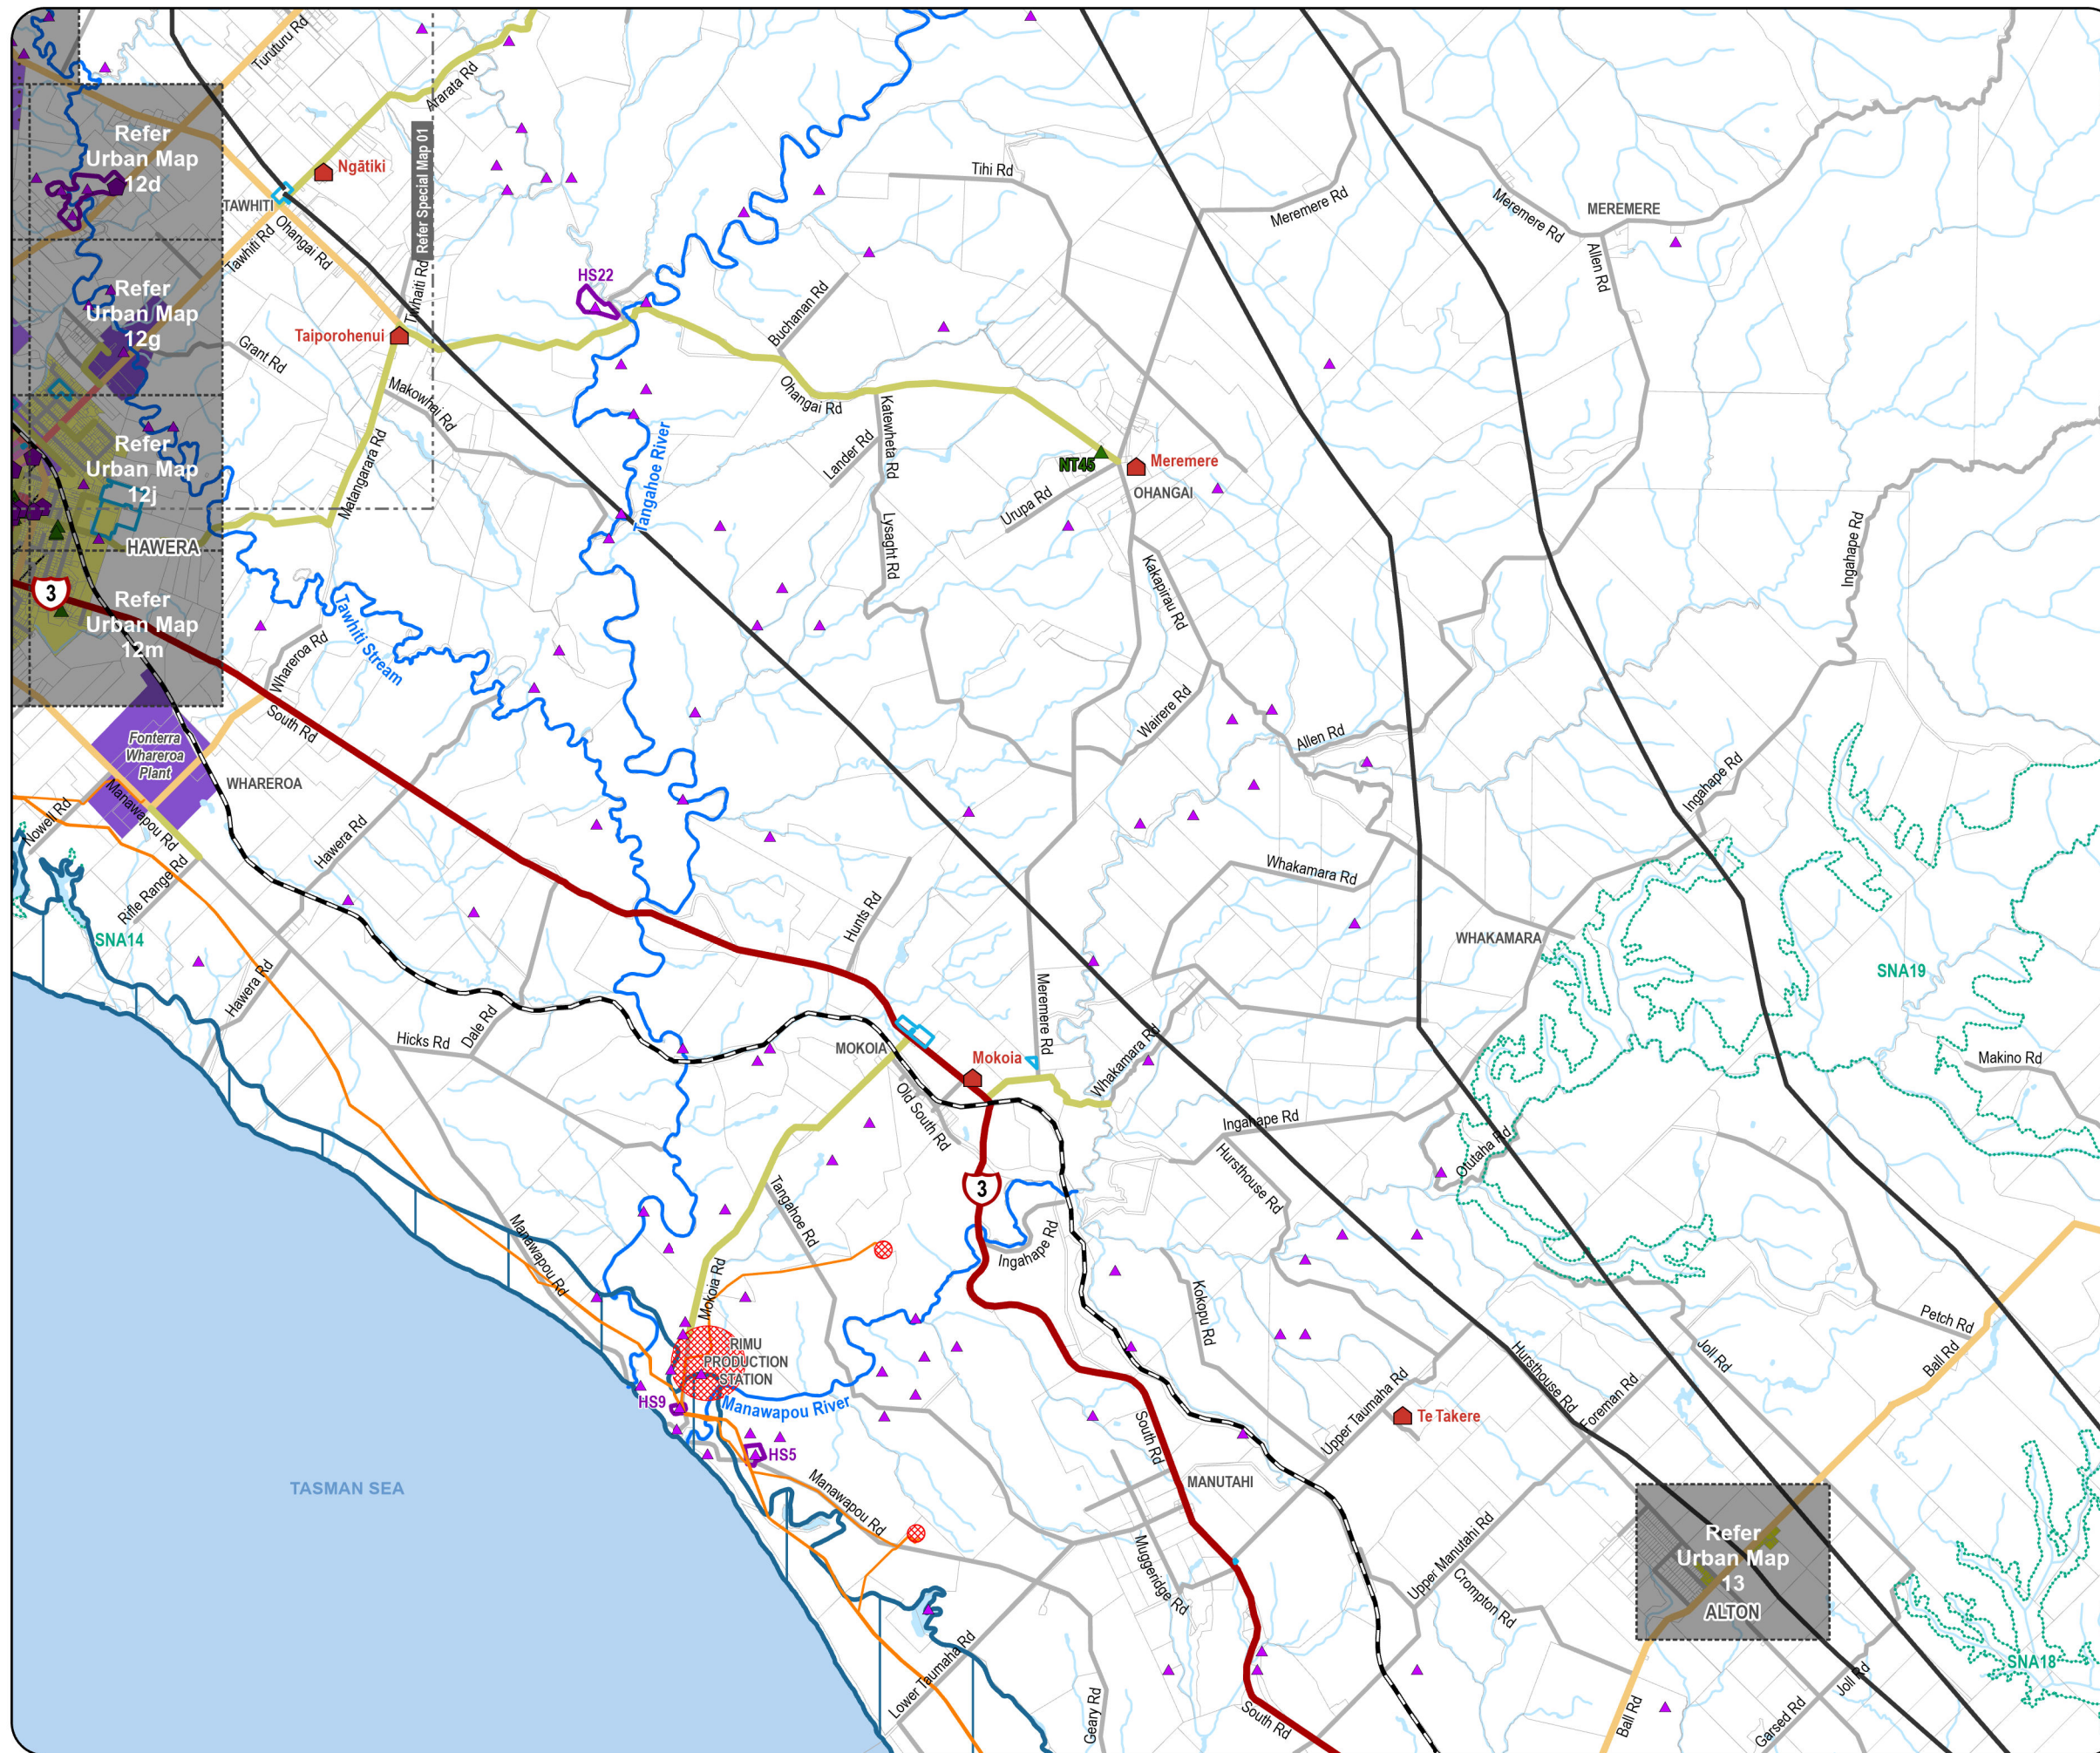 Turuturu Rd
Ararata Rd
Refer
Urban Map
12d
Ngātiki
TAWHITI
Refer Special Map 01
Tihi Rd
Meremere Rd
Meremere Rd
MEREMERE
Allen Rd
Tawhiti Rd
Ohangai Rd
Twhaiti Rd
HS22
Refer
Urban Map
12g
Buchanan Rd
Taiporohenui
Grant Rd
Makowhai Rd
Ohangai Rd
Katewheta Rd
Lander Rd
Matangarara Rd
Tangahoe River
Refer
Urban Map
12j
NT45
Meremere
OHANGAI
Urupa Rd
Lysaght Rd
HAWERA
Kakapirau Rd
Ingahape Rd
3
Refer
Urban Map
12m
Tawhiti Stream
Whareroa Rd
South Rd
Wairere Rd
Allen Rd
Fonterra
Whareroa
Plant
WHAREROA
Manawapou Rd
Nowell Rd
Hawera Rd
Ingahape Rd
Rifle Range Rd
Whakamara Rd
Hunts Rd
SNA14
WHAKAMARA
SNA19
Hawera Rd
Meremere Rd
Hicks Rd
Dale Rd
MOKOIA
Mokoia
Whakamara Rd
Makino Rd
Old South Rd
Ingahape Rd
Otutaha Rd
Hursthouse Rd
3
Tangahoe Rd
Manawapou Rd
Ingahape Rd
Mokoia Rd
Kokopu Rd
Petch Rd
RIMU
PRODUCTION
STATION
Joll Rd
Ball Rd
Hursthouse Rd
Foreman Rd
HS9
Manawapou River
Upper Taumaha Rd
Te Takere
HS5
South Rd
MANUTAHI
TASMAN SEA
Manawapou Rd
Muggeridge Rd
Upper Manutahi Rd
Crompton Rd
Refer
Urban Map
13
ALTON
Lower Taumaha Rd
Geary Rd
South Rd
Ball Rd
Garsed Rd
Joll Rd
SNA18